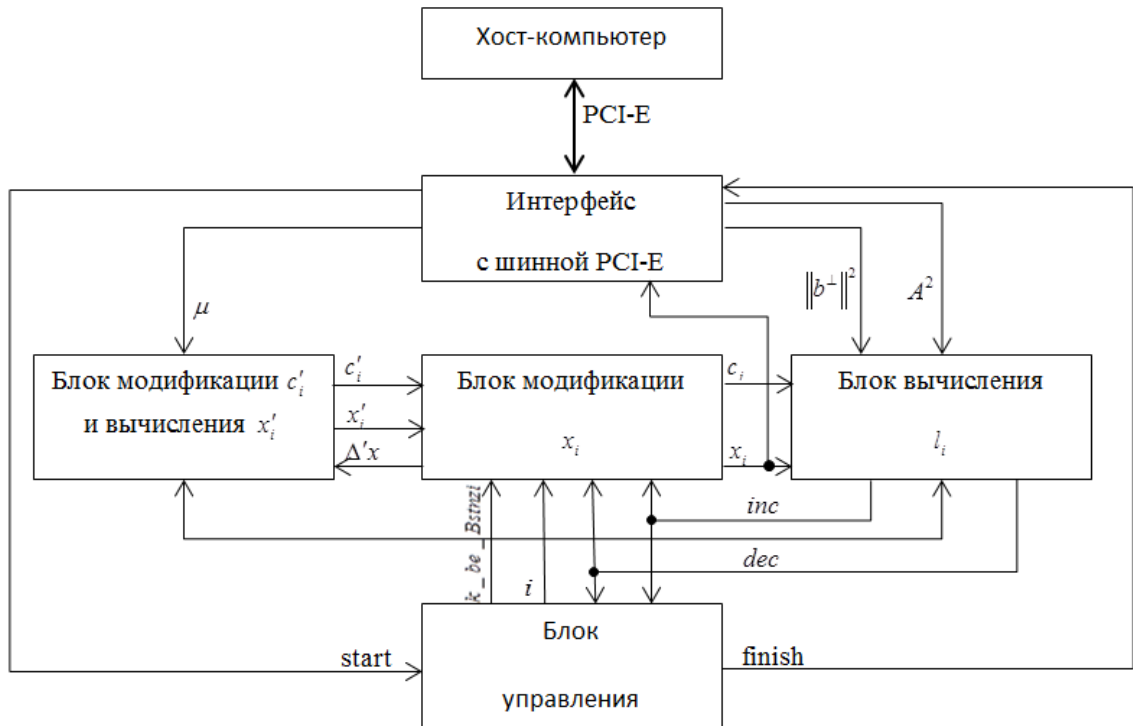 Хост-компьютер
PCI-E
Интерфейс
с шинной PCI-E
μ
‖b⊥‖²
A²
Блок модификации c′ᵢ
и вычисления x′ᵢ
c′ᵢ
x′ᵢ
Δ′x
Блок модификации
xᵢ
cᵢ
xᵢ
Блок вычисления
lᵢ
inc
dec
i
start
Блок
управления
finish